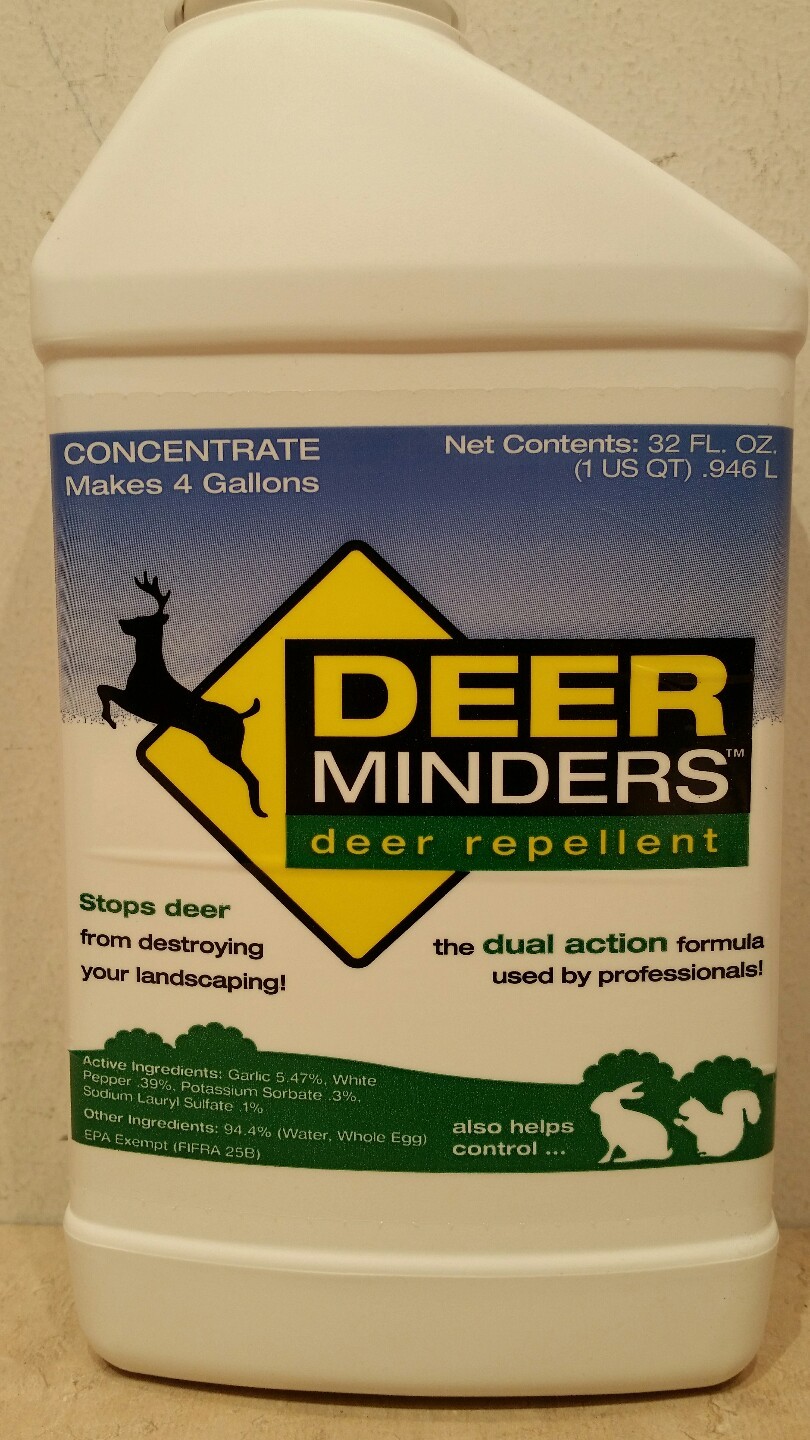 CONCENTRATE
Makes 4 Gallons
Net Contents: 32 FL. OZ.
(1 US QT) .946 L
DEER
MINDERS™
deer repellent
Stops deer
from destroying
your landscaping!
the dual action formula
used by professionals!
Active Ingredients: Garlic 5.47%, White
Pepper .39%, Potassium Sorbate .3%,
Sodium Lauryl Sulfate .1%
Other Ingredients: 94.4% (Water, Whole Egg)
EPA Exempt (FIFRA 25B)
also helps
control ...